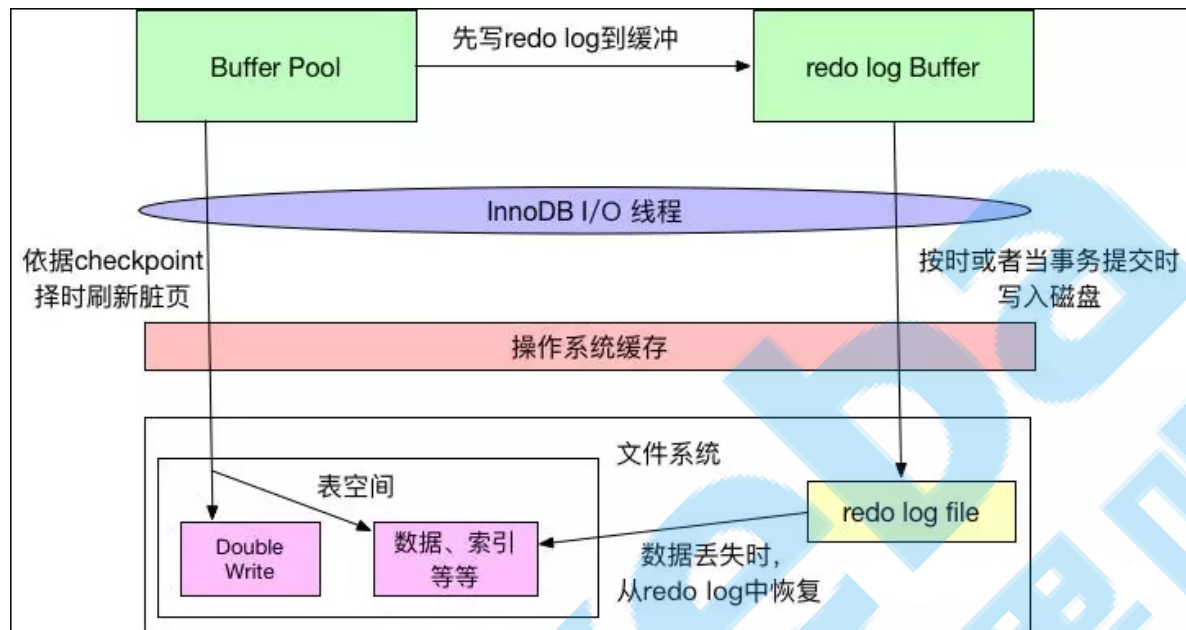 先写redo log到缓冲
Buffer Pool
redo log Buffer
InnoDB I/O 线程
依据checkpoint
择时刷新脏页
按时或者当事务提交时
写入磁盘
操作系统缓存
文件系统
表空间
redo log file
Double
Write
数据、索引
等等
数据丢失时，
从redo log中恢复